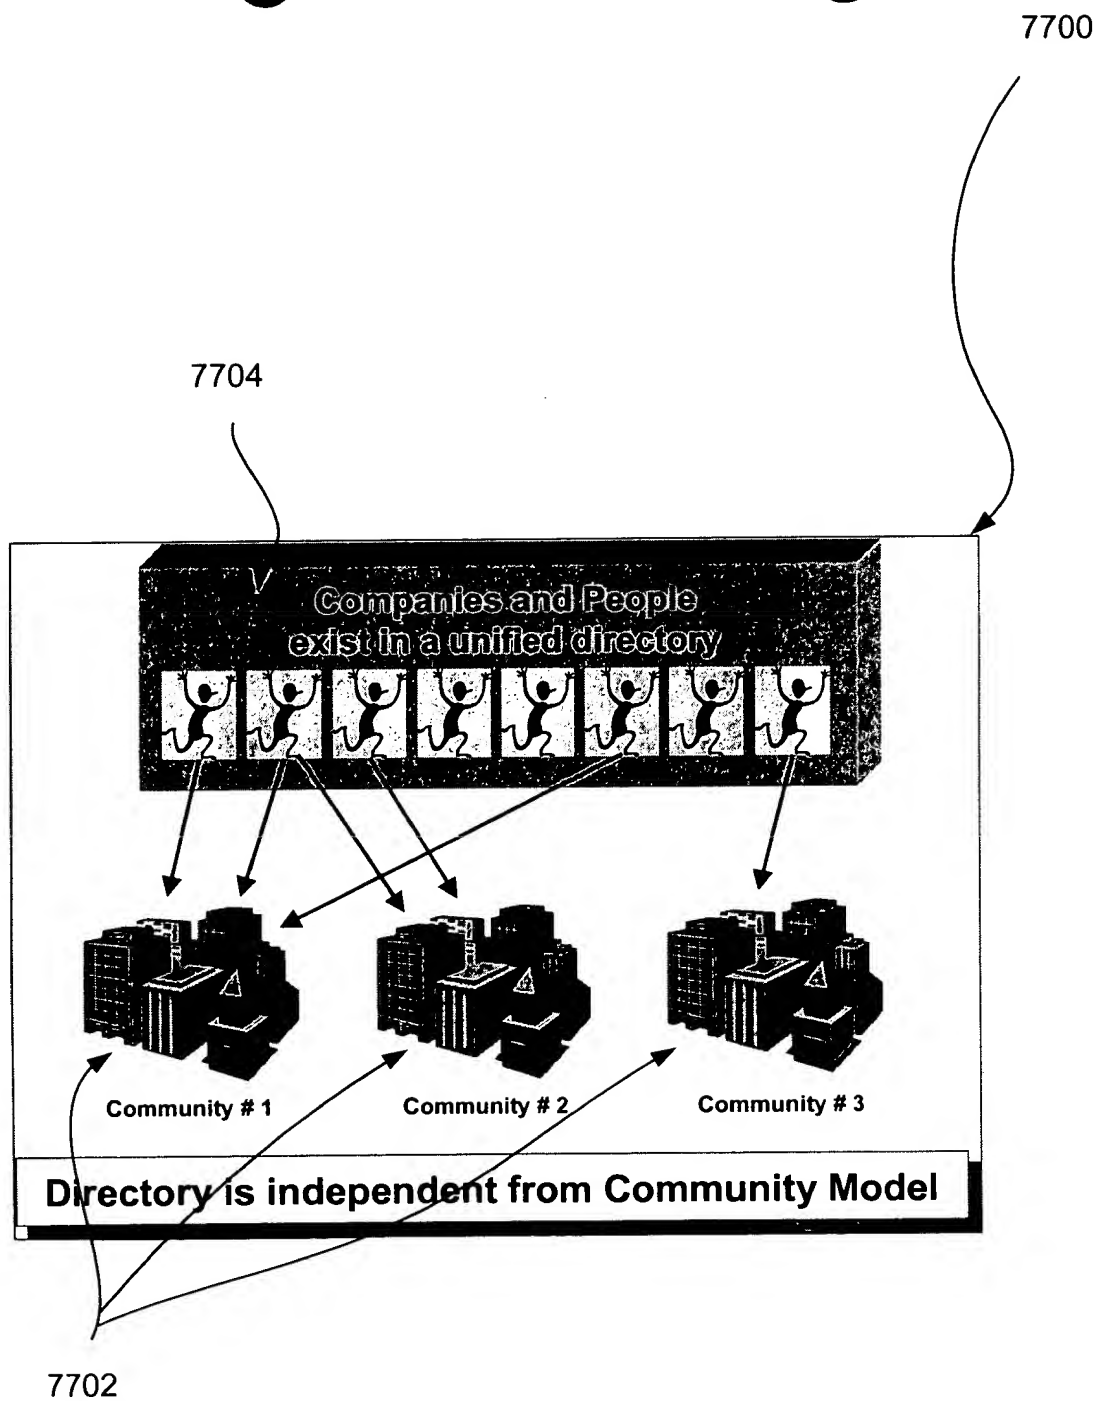 7700
7704
Companies and People
exist in a unified directory
Community # 1
Community # 2
Community # 3
Directory is independent from Community Model
7702